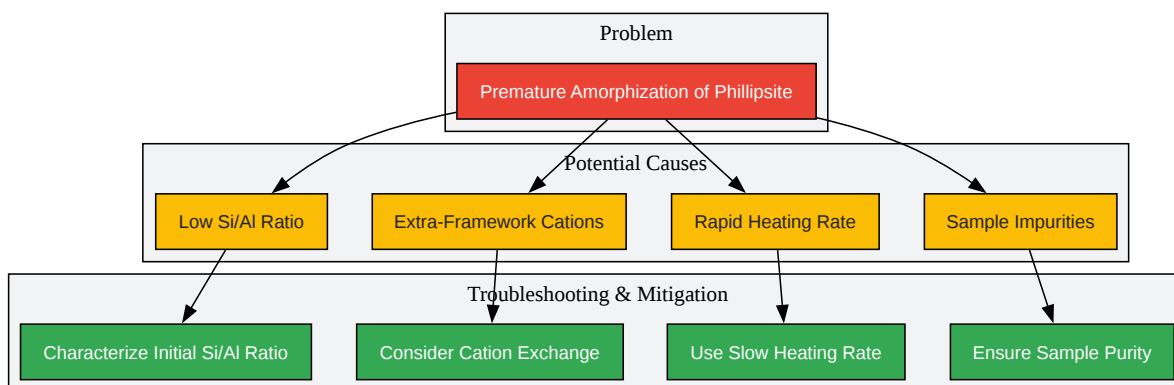 Problem
Premature Amorphization of Phillipsite
Potential Causes
Low Si/Al Ratio
Extra-Framework Cations
Rapid Heating Rate
Sample Impurities
Troubleshooting & Mitigation
Characterize Initial Si/Al Ratio
Consider Cation Exchange
Use Slow Heating Rate
Ensure Sample Purity